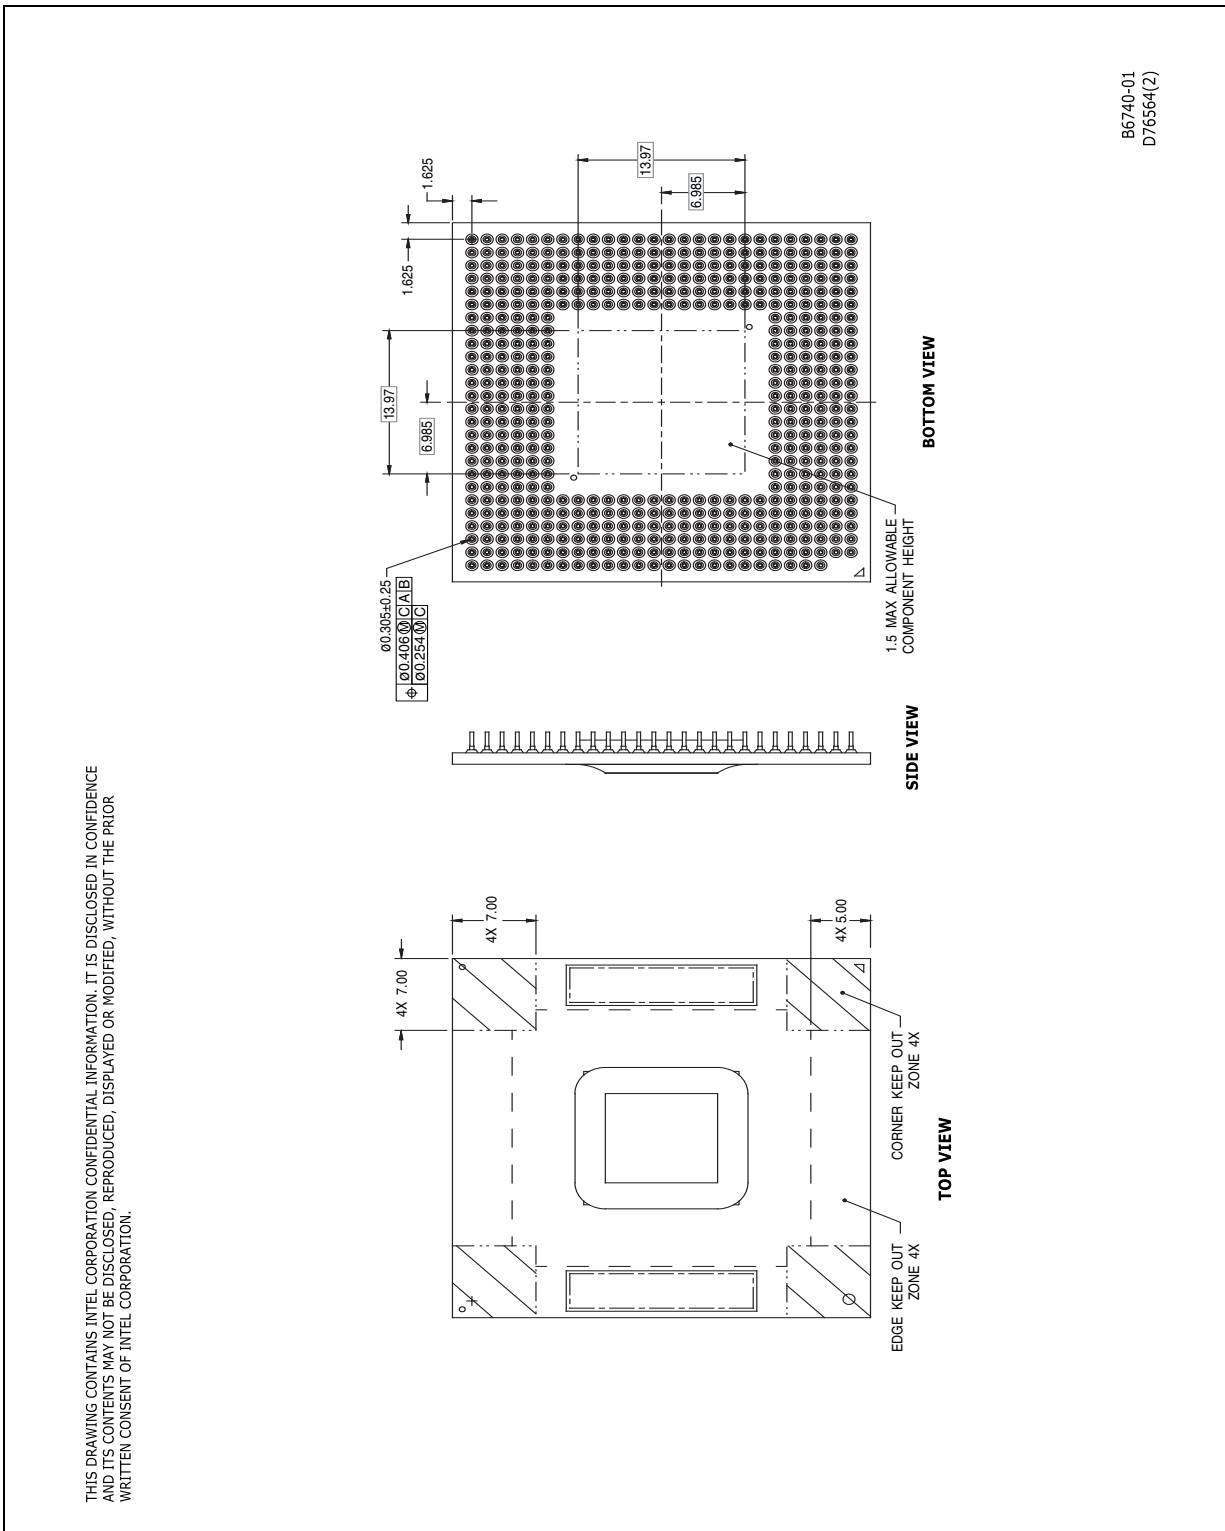 THIS DRAWING CONTAINS INTEL CORPORATION CONFIDENTIAL INFORMATION. IT IS DISCLOSED IN CONFIDENCE
AND ITS CONTENTS MAY NOT BE DISCLOSED, REPRODUCED, DISPLAYED OR MODIFIED, WITHOUT THE PRIOR
WRITTEN CONSENT OF INTEL CORPORATION.
4X 7.00
4X 7.00
4X 5.00
EDGE KEEP OUT
ZONE 4X
CORNER KEEP OUT
ZONE 4X
TOP VIEW
SIDE VIEW
ø0.305±0.25
⌖ ø0.406 Ⓜ C A B
ø0.254 Ⓜ C
13.97
6.985
1.625
1.625
13.97
6.985
1.5 MAX ALLOWABLE
COMPONENT HEIGHT
BOTTOM VIEW
B6740-01
D76564(2)